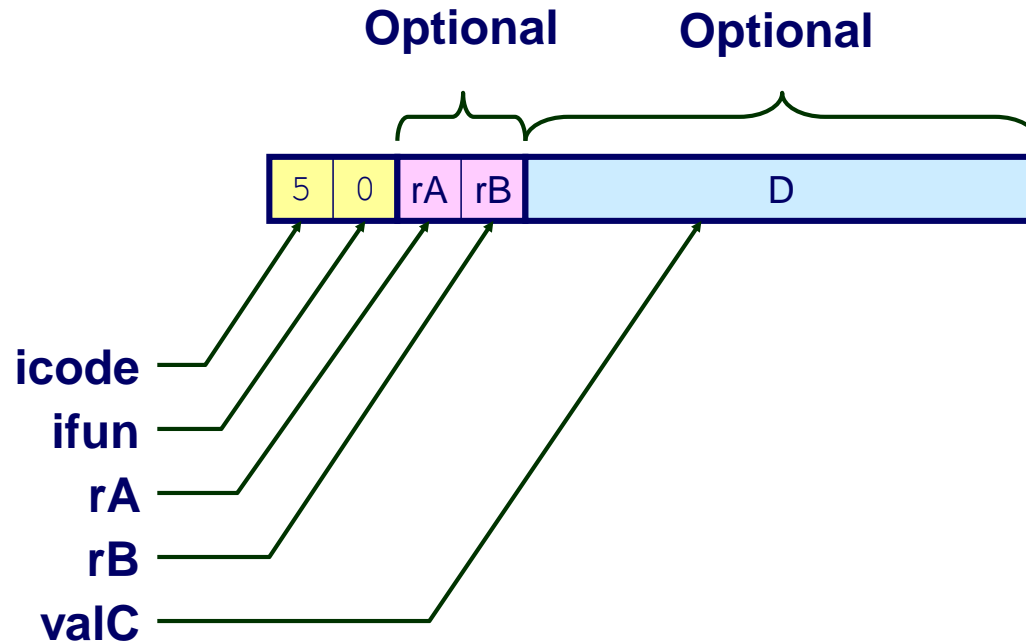 Optional Optional
5 0 rA rB D
icode
ifun
rA
rB
valC